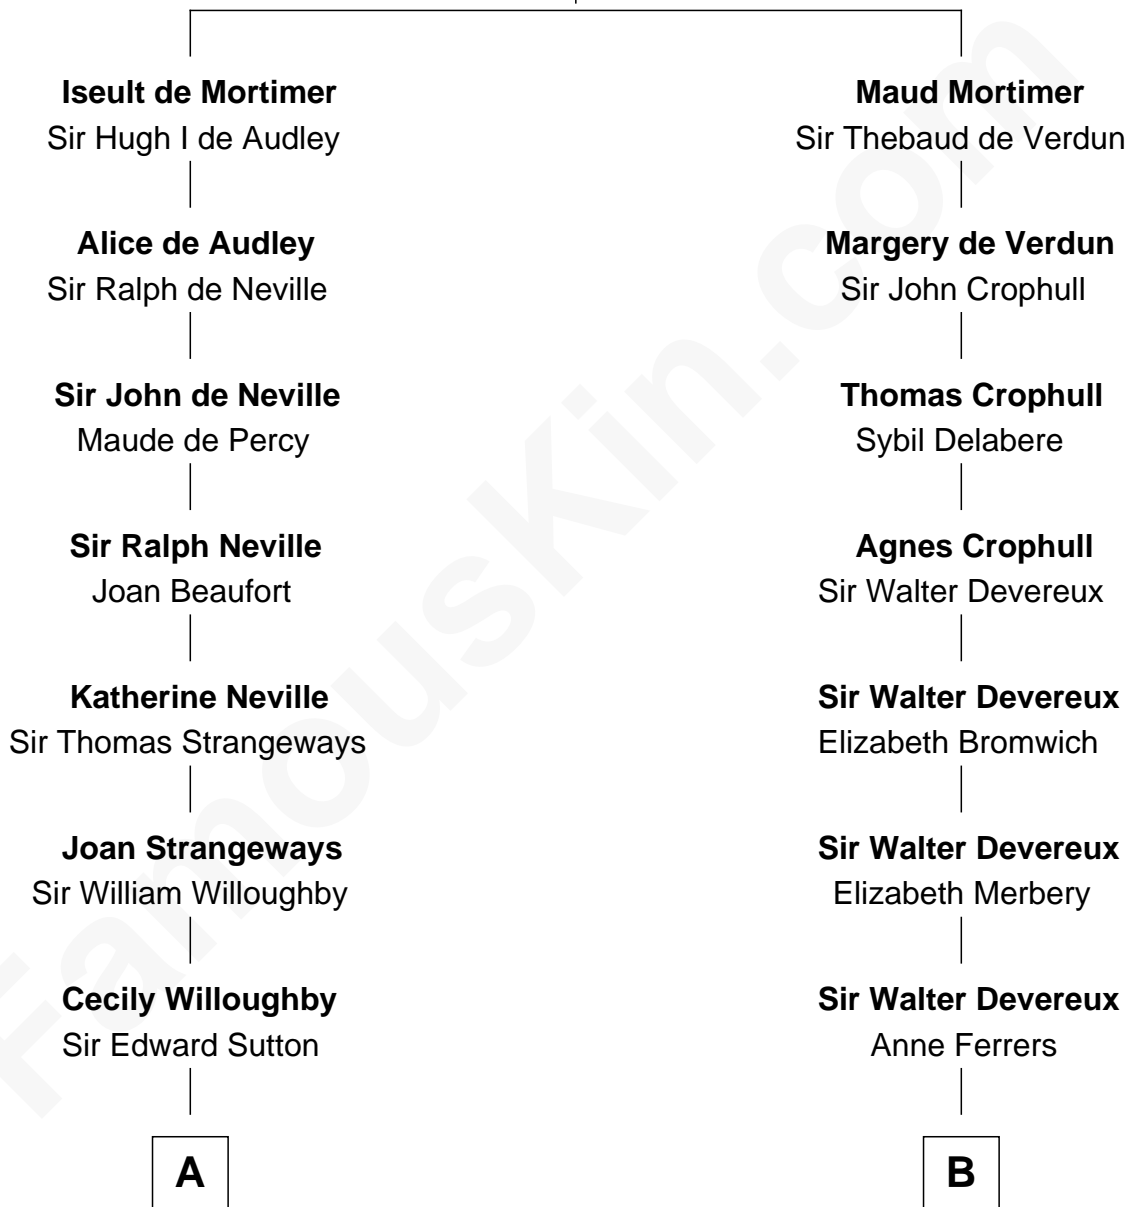 Iseult de Mortimer
Sir Hugh I de Audley
Maud Mortimer
Sir Thebaud de Verdun
Alice de Audley
Sir Ralph de Neville
Margery de Verdun
Sir John Crophull
Sir John de Neville
Maude de Percy
Thomas Crophull
Sybil Delabere
Sir Ralph Neville
Joan Beaufort
Agnes Crophull
Sir Walter Devereux
Katherine Neville
Sir Thomas Strangeways
Sir Walter Devereux
Elizabeth Bromwich
Joan Strangeways
Sir William Willoughby
Sir Walter Devereux
Elizabeth Merbery
Cecily Willoughby
Sir Edward Sutton
Sir Walter Devereux
Anne Ferrers
A
B
FamousKin.com